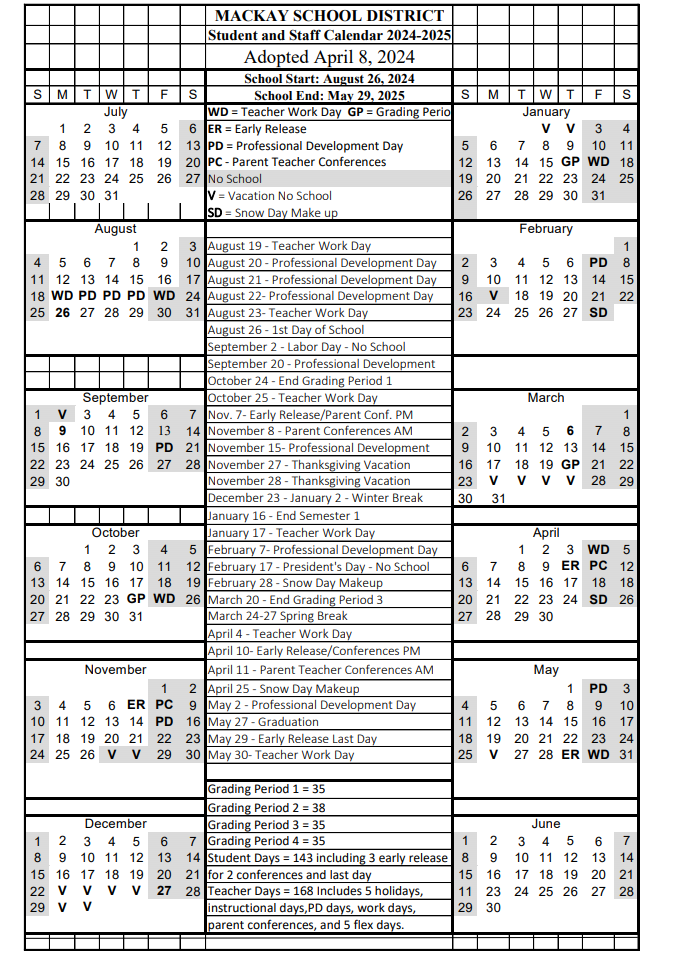 MACKAY SCHOOL DISTRICT
Student and Staff Calendar 2024-2025
Adopted April 8, 2024
School Start: August 26, 2024
School End: May 29, 2025
S M T W T F S
July
1 2 3 4 5 6
7 8 9 10 11 12 13
14 15 16 17 18 19 20
21 22 23 24 25 26 27
28 29 30 31
August
1 2 3
4 5 6 7 8 9 10
11 12 13 14 15 16 17
18 WD PD PD PD WD 24
25 26 27 28 29 30 31
September
1 V 3 4 5 6 7
8 9 10 11 12 13 14
15 16 17 18 19 PD 21
22 23 24 25 26 27 28
29 30
October
1 2 3 4 5
6 7 8 9 10 11 12
13 14 15 16 17 18 19
20 21 22 23 GP WD 26
27 28 29 30 31
November
1 2
3 4 5 6 ER PC 9
10 11 12 13 14 PD 16
17 18 19 20 21 22 23
24 25 26 V V 29 30
December
1 2 3 4 5 6 7
8 9 10 11 12 13 14
15 16 17 18 19 20 21
22 V V V V 27 28
29 V V
WD = Teacher Work Day GP = Grading Perio
ER = Early Release
PD = Professional Development Day
PC - Parent Teacher Conferences
No School
V = Vacation No School
SD = Snow Day Make up
August 19 - Teacher Work Day
August 20 - Professional Development Day
August 21 - Professional Development Day
August 22- Professional Development Day
August 23- Teacher Work Day
August 26 - 1st Day of School
September 2 - Labor Day - No School
September 20 - Professional Development
October 24 - End Grading Period 1
October 25 - Teacher Work Day
Nov. 7- Early Release/Parent Conf. PM
November 8 - Parent Conferences AM
November 15- Professional Development
November 27 - Thanksgiving Vacation
November 28 - Thanksgiving Vacation
December 23 - January 2 - Winter Break
January 16 - End Semester 1
January 17 - Teacher Work Day
February 7- Professional Development Day
February 17 - President's Day - No School
February 28 - Snow Day Makeup
March 20 - End Grading Period 3
March 24-27 Spring Break
April 4 - Teacher Work Day
April 10- Early Release/Conferences PM
April 11 - Parent Teacher Conferences AM
April 25 - Snow Day Makeup
May 2 - Professional Development Day
May 27 - Graduation
May 29 - Early Release Last Day
May 30- Teacher Work Day
Grading Period 1 = 35
Grading Period 2 = 38
Grading Period 3 = 35
Grading Period 4 = 35
Student Days = 143 including 3 early release
for 2 conferences and last day
Teacher Days = 168 Includes 5 holidays,
instructional days,PD days, work days,
parent conferences, and 5 flex days.
S M T W T F S
January
V V 3 4
5 6 7 8 9 10 11
12 13 14 15 GP WD 18
19 20 21 22 23 24 25
26 27 28 29 30 31
February
1
2 3 4 5 6 PD 8
9 10 11 12 13 14 15
16 V 18 19 20 21 22
23 24 25 26 27 SD
March
1
2 3 4 5 6 7 8
9 10 11 12 13 14 15
16 17 18 19 GP 21 22
23 V V V V 28 29
30 31
April
1 2 3 WD 5
6 7 8 9 ER PC 12
13 14 15 16 17 18 19
20 21 22 23 24 SD 26
27 28 29 30
May
1 PD 3
4 5 6 7 8 9 10
11 12 13 14 15 16 17
18 19 20 21 22 23 24
25 V 27 28 ER WD 31
June
1 2 3 4 5 6 7
8 9 10 11 12 13 14
15 16 17 18 19 20 21
11 23 24 25 26 27 28
29 30